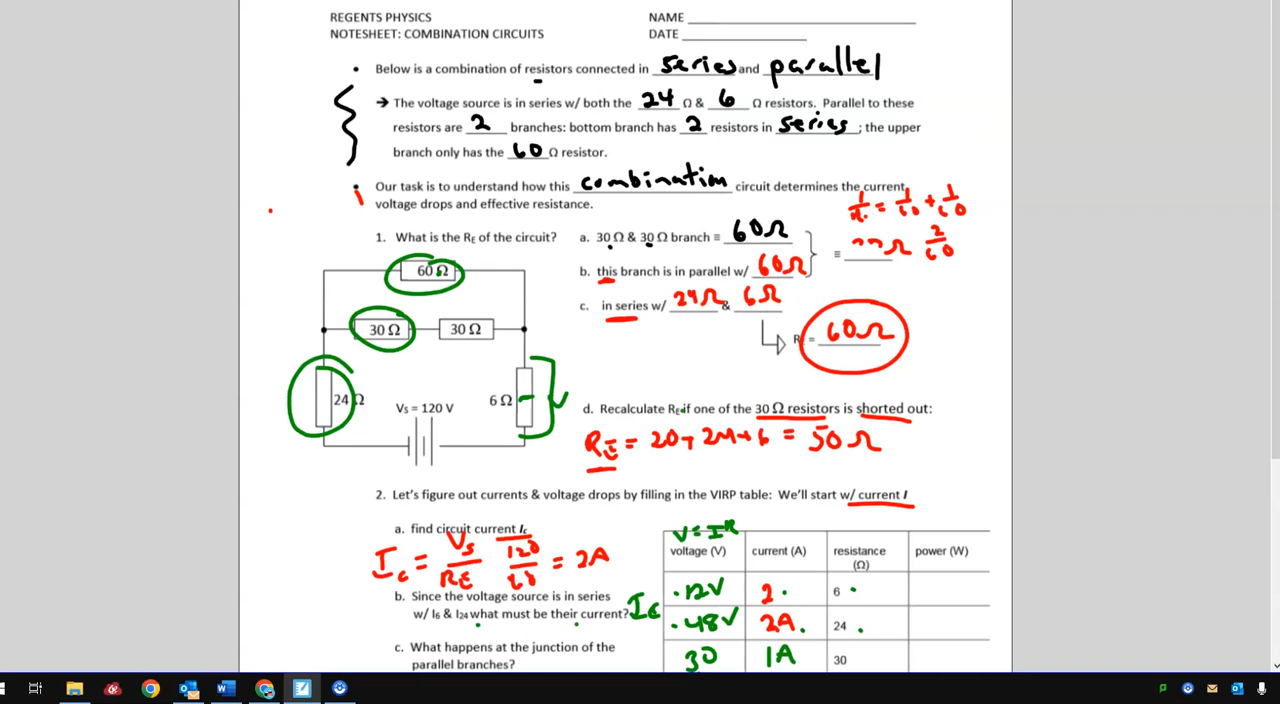 REGENTS PHYSICS NAME
NOTESHEET: COMBINATION CIRCUITS DATE
• Below is a combination of resistors connected in series and parallel
➔ The voltage source is in series w/ both the 24 Ω & 6 Ω resistors. Parallel to these
resistors are 2 branches: bottom branch has 2 resistors in series; the upper
branch only has the 60 Ω resistor.
Our task is to understand how this combination circuit determines the current,
voltage drops and effective resistance.
= 1/60 + 1/60
1. What is the RE of the circuit? a. 30 Ω & 30 Ω branch ≡ 60Ω
≡ Ω 2/60
60 Ω
b. this branch is in parallel w/ 60Ω
c. in series w/ 24Ω & 6Ω
30 Ω 30 Ω
R = 60Ω
24 Ω Vs = 120 V 6 Ω
d. Recalculate RE if one of the 30 Ω resistors is shorted out:
RE = 20 + 24 + 6 = 50 Ω
2. Let's figure out currents & voltage drops by filling in the VIRP table: We'll start w/ current I
a. find circuit current Ic
Ic = Vs/RE 120/60 = 2A
b. Since the voltage source is in series
w/ I6 & I24 what must be their current?
c. What happens at the junction of the
parallel branches?
V = IR
voltage (V) current (A) resistance (Ω) power (W)
12V 2 6
Ic
48V 2A 24
30 1A 30